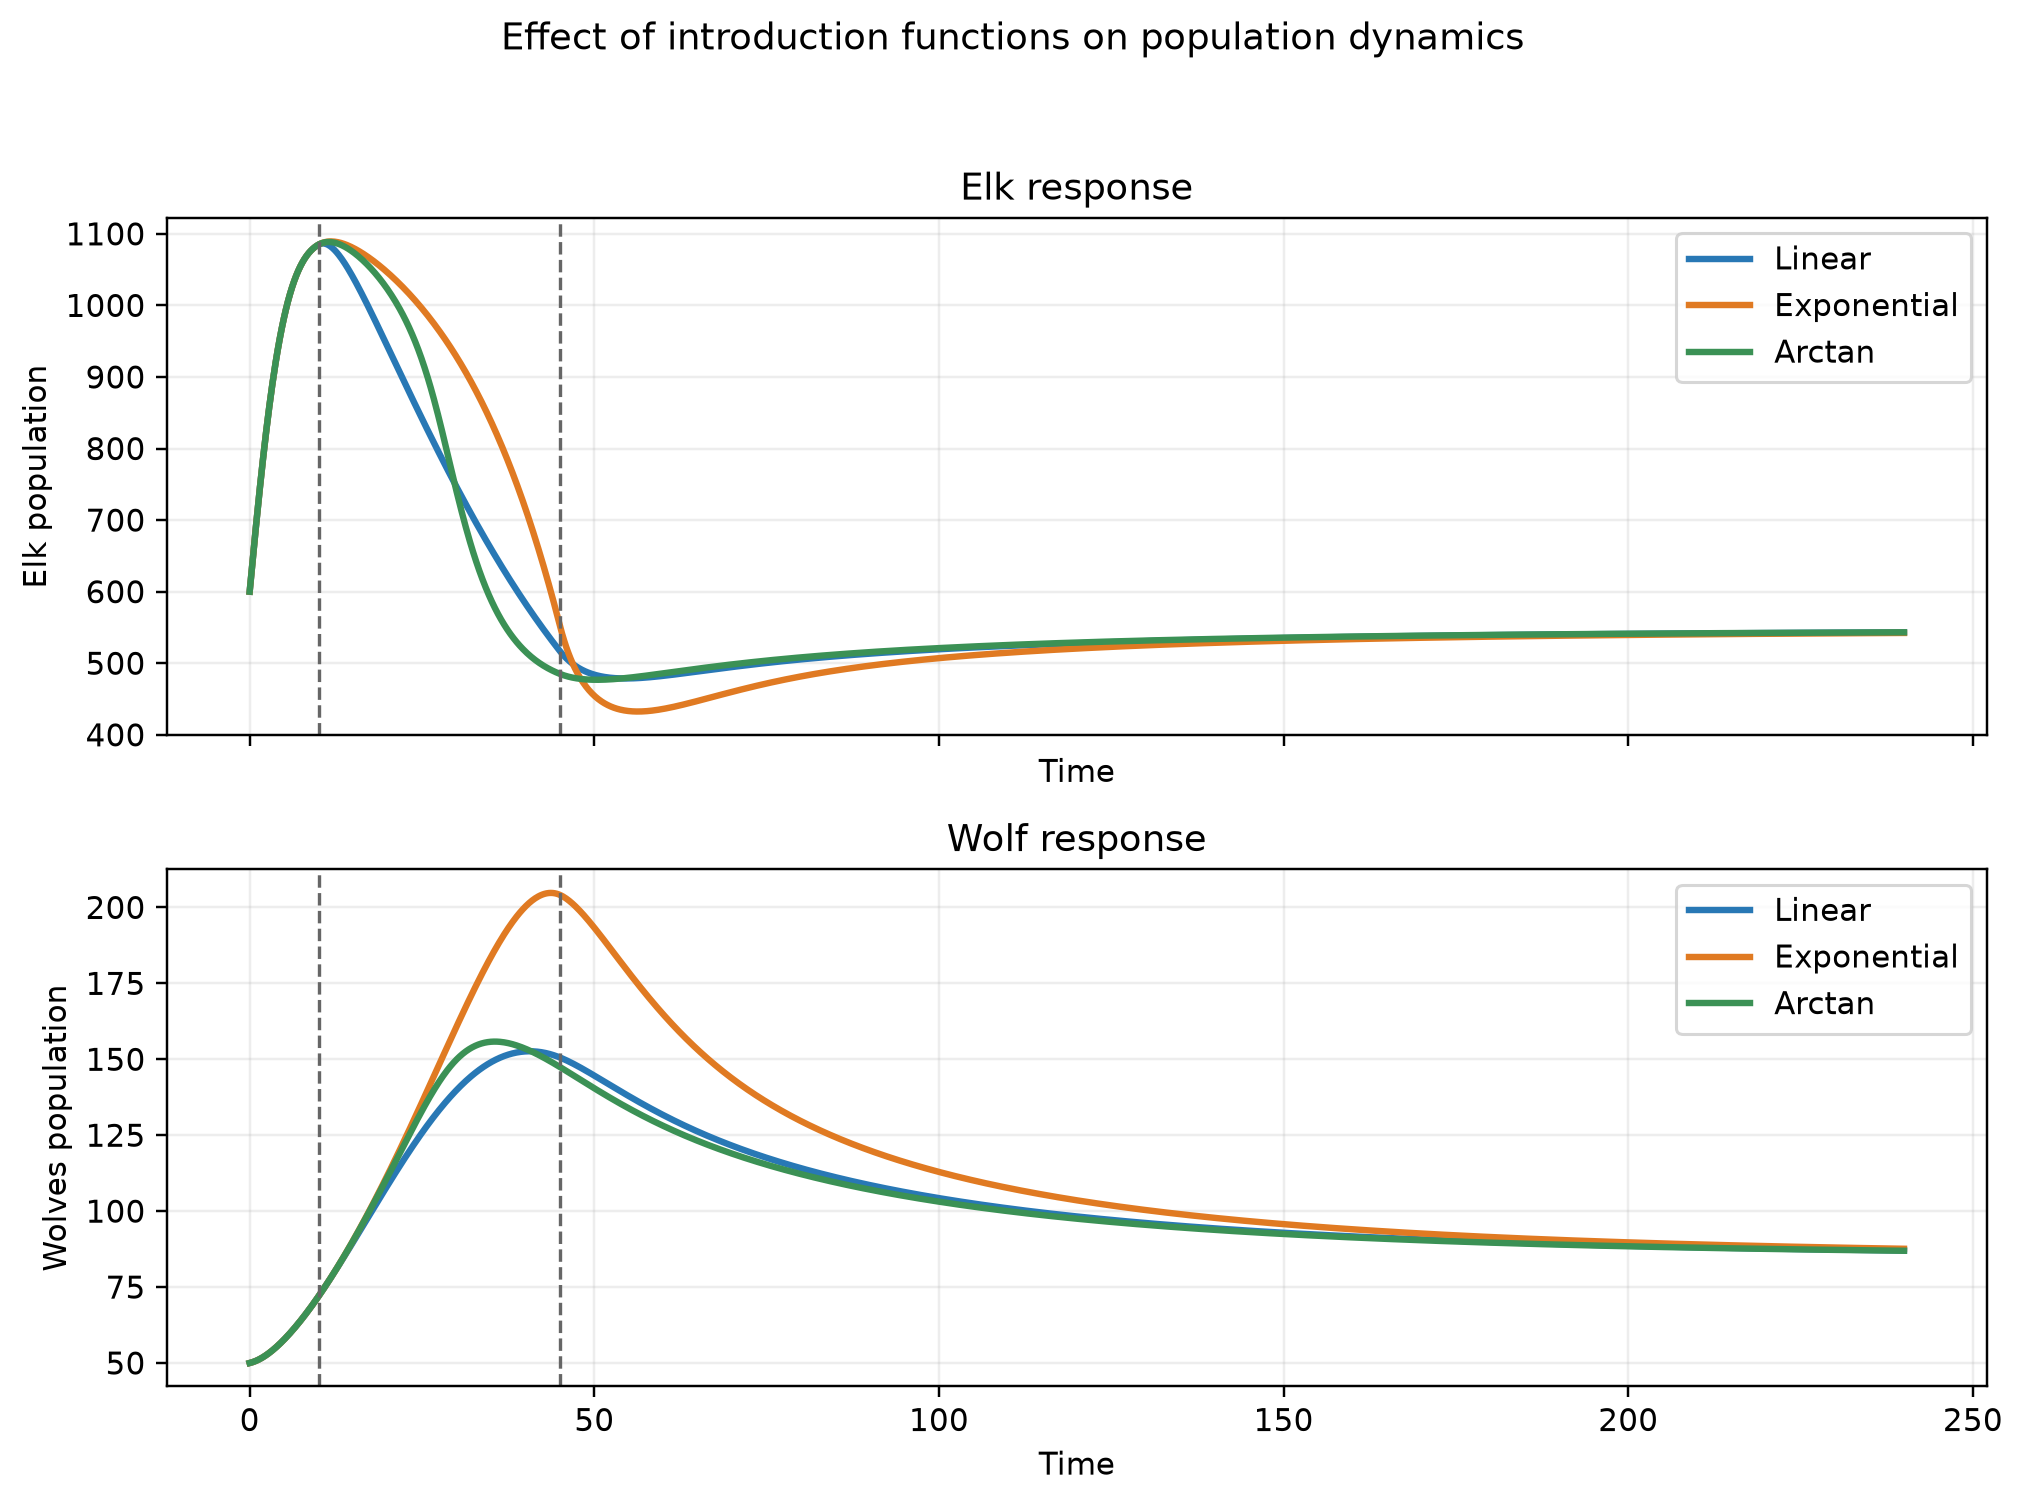 Effect of introduction functions on population dynamics
Elk response
1100
1000
900
800
700
600
500
400
Elk population
Linear
Exponential
Arctan
Time
Wolf response
200
175
150
125
100
75
50
Wolves population
Linear
Exponential
Arctan
0 50 100 150 200 250
Time